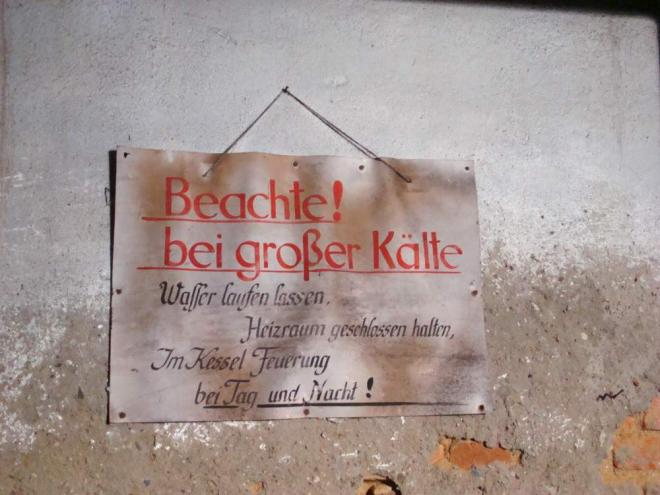 Beachte!
bei großer Kälte
Wasser laufen lassen,
Heizraum geschlossen halten,
Im Kessel Feuerung
bei Tag und Nacht!